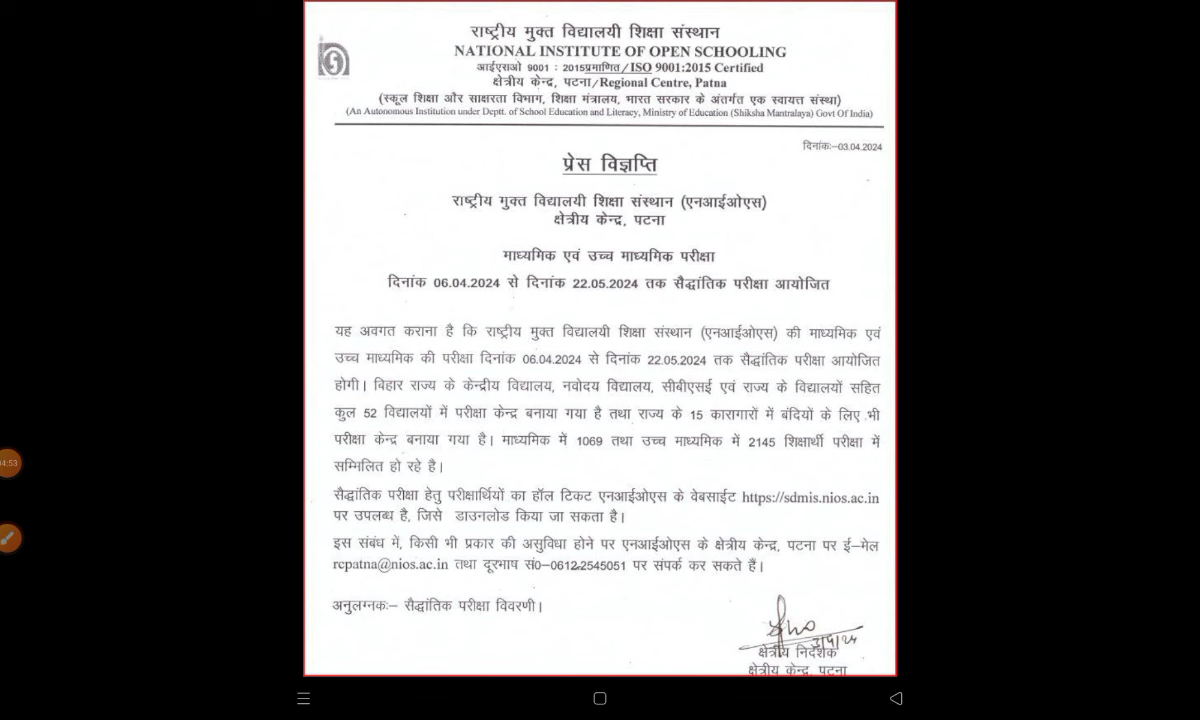 राष्ट्रीय मुक्त विद्यालयी शिक्षा संस्थान
NATIONAL INSTITUTE OF OPEN SCHOOLING
आईएसओ 9001 : 2015प्रमाणित/ISO 9001:2015 Certified
क्षेत्रीय केन्द्र, पटना/Regional Centre, Patna
(स्कूल शिक्षा और साक्षरता विभाग, शिक्षा मंत्रालय, भारत सरकार के अंतर्गत एक स्वायत्त संस्था)
(An Autonomous Institution under Deptt. of School Education and Literacy, Ministry of Education (Shiksha Mantralaya) Govt Of India)
दिनांकः-03.04.2024
प्रेस विज्ञप्ति
राष्ट्रीय मुक्त विद्यालयी शिक्षा संस्थान (एनआईओएस)
क्षेत्रीय केन्द्र, पटना
माध्यमिक एवं उच्च माध्यमिक परीक्षा
दिनांक 06.04.2024 से दिनांक 22.05.2024 तक सैद्धांतिक परीक्षा आयोजित
यह अवगत कराना है कि राष्ट्रीय मुक्त विद्यालयी शिक्षा संस्थान (एनआईओएस) की माध्यमिक एवं
उच्च माध्यमिक की परीक्षा दिनांक 06.04.2024 से दिनांक 22.05.2024 तक सैद्धांतिक परीक्षा आयोजित
होगी। बिहार राज्य के केन्द्रीय विद्यालय, नवोदय विद्यालय, सीबीएसई एवं राज्य के विद्यालयों सहित
कुल 52 विद्यालयों में परीक्षा केन्द्र बनाया गया है तथा राज्य के 15 कारागारों में बंदियों के लिए भी
परीक्षा केन्द्र बनाया गया है। माध्यमिक में 1069 तथा उच्च माध्यमिक में 2145 शिक्षार्थी परीक्षा में
सम्मिलित हो रहे है।
सैद्धांतिक परीक्षा हेतु परीक्षार्थियों का हॉल टिकट एनआईओएस के वेबसाईट https://sdmis.nios.ac.in
पर उपलब्ध है, जिसे डाउनलोड किया जा सकता है।
इस संबंध में, किसी भी प्रकार की असुविधा होने पर एनआईओएस के क्षेत्रीय केन्द्र, पटना पर ई-मेल
rcpatna@nios.ac.in तथा दूरभाष सं0-0612-2545051 पर संपर्क कर सकते हैं।
अनुलग्नकः- सैद्धांतिक परीक्षा विवरणी।
3/4/24
क्षेत्रीय निदेशक
क्षेत्रीय केन्द्र, पटना
4:53